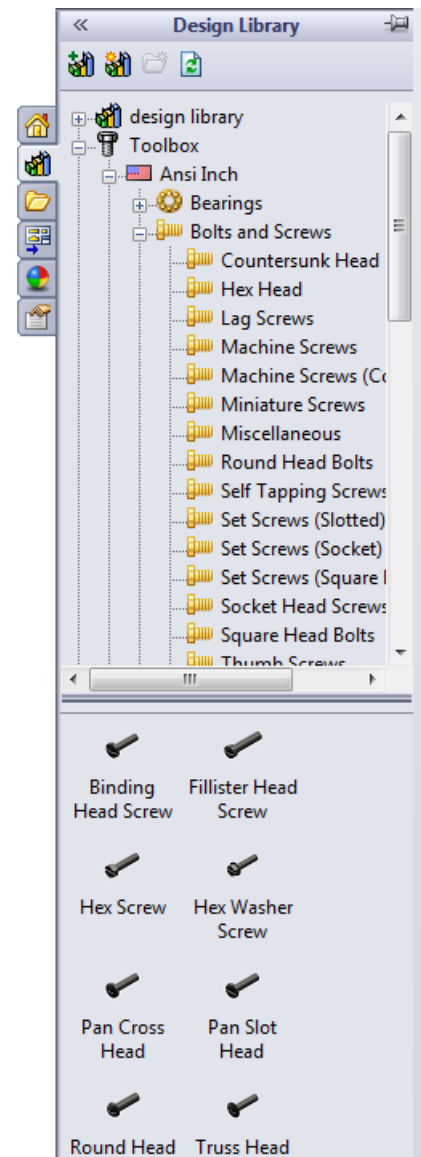 Design Library
design library
Toolbox
Ansi Inch
Bearings
Bolts and Screws
Countersunk Head
Hex Head
Lag Screws
Machine Screws
Machine Screws (Co
Miniature Screws
Miscellaneous
Round Head Bolts
Self Tapping Screws
Set Screws (Slotted)
Set Screws (Socket)
Set Screws (Square
Socket Head Screws
Square Head Bolts
Thumb Screws
Binding Fillister Head
Head Screw Screw
Hex Screw Hex Washer
Screw
Pan Cross Pan Slot
Head Head
Round Head Truss Head